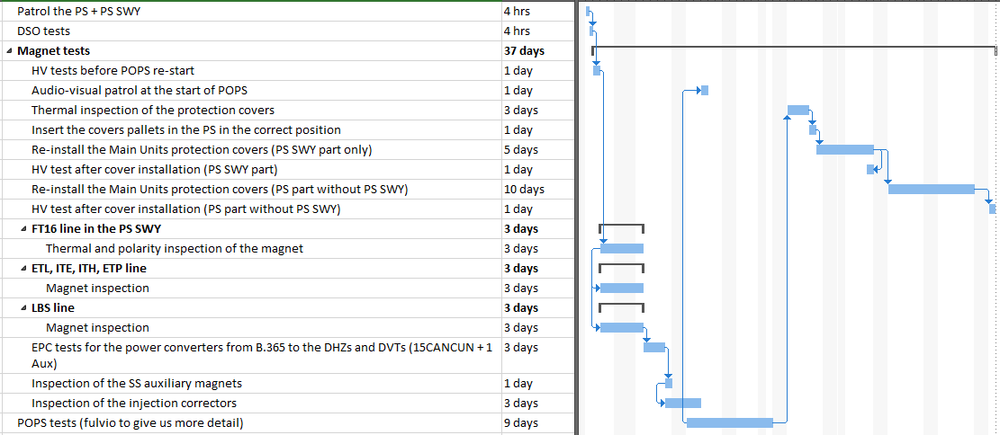 Patrol the PS + PS SWY 4 hrs
DSO tests 4 hrs
Magnet tests 37 days
HV tests before POPS re-start 1 day
Audio-visual patrol at the start of POPS 1 day
Thermal inspection of the protection covers 3 days
Insert the covers pallets in the PS in the correct position 1 day
Re-install the Main Units protection covers (PS SWY part only) 5 days
HV test after cover installation (PS SWY part) 1 day
Re-install the Main Units protection covers (PS part without PS SWY) 10 days
HV test after cover installation (PS part without PS SWY) 1 day
FT16 line in the PS SWY 3 days
Thermal and polarity inspection of the magnet 3 days
ETL, ITE, ITH, ETP line 3 days
Magnet inspection 3 days
LBS line 3 days
Magnet inspection 3 days
EPC tests for the power converters from B.365 to the DHZs and DVTs (15CANCUN + 1 3 days
Aux)
Inspection of the SS auxiliary magnets 1 day
Inspection of the injection correctors 3 days
POPS tests (fulvio to give us more detail) 9 days